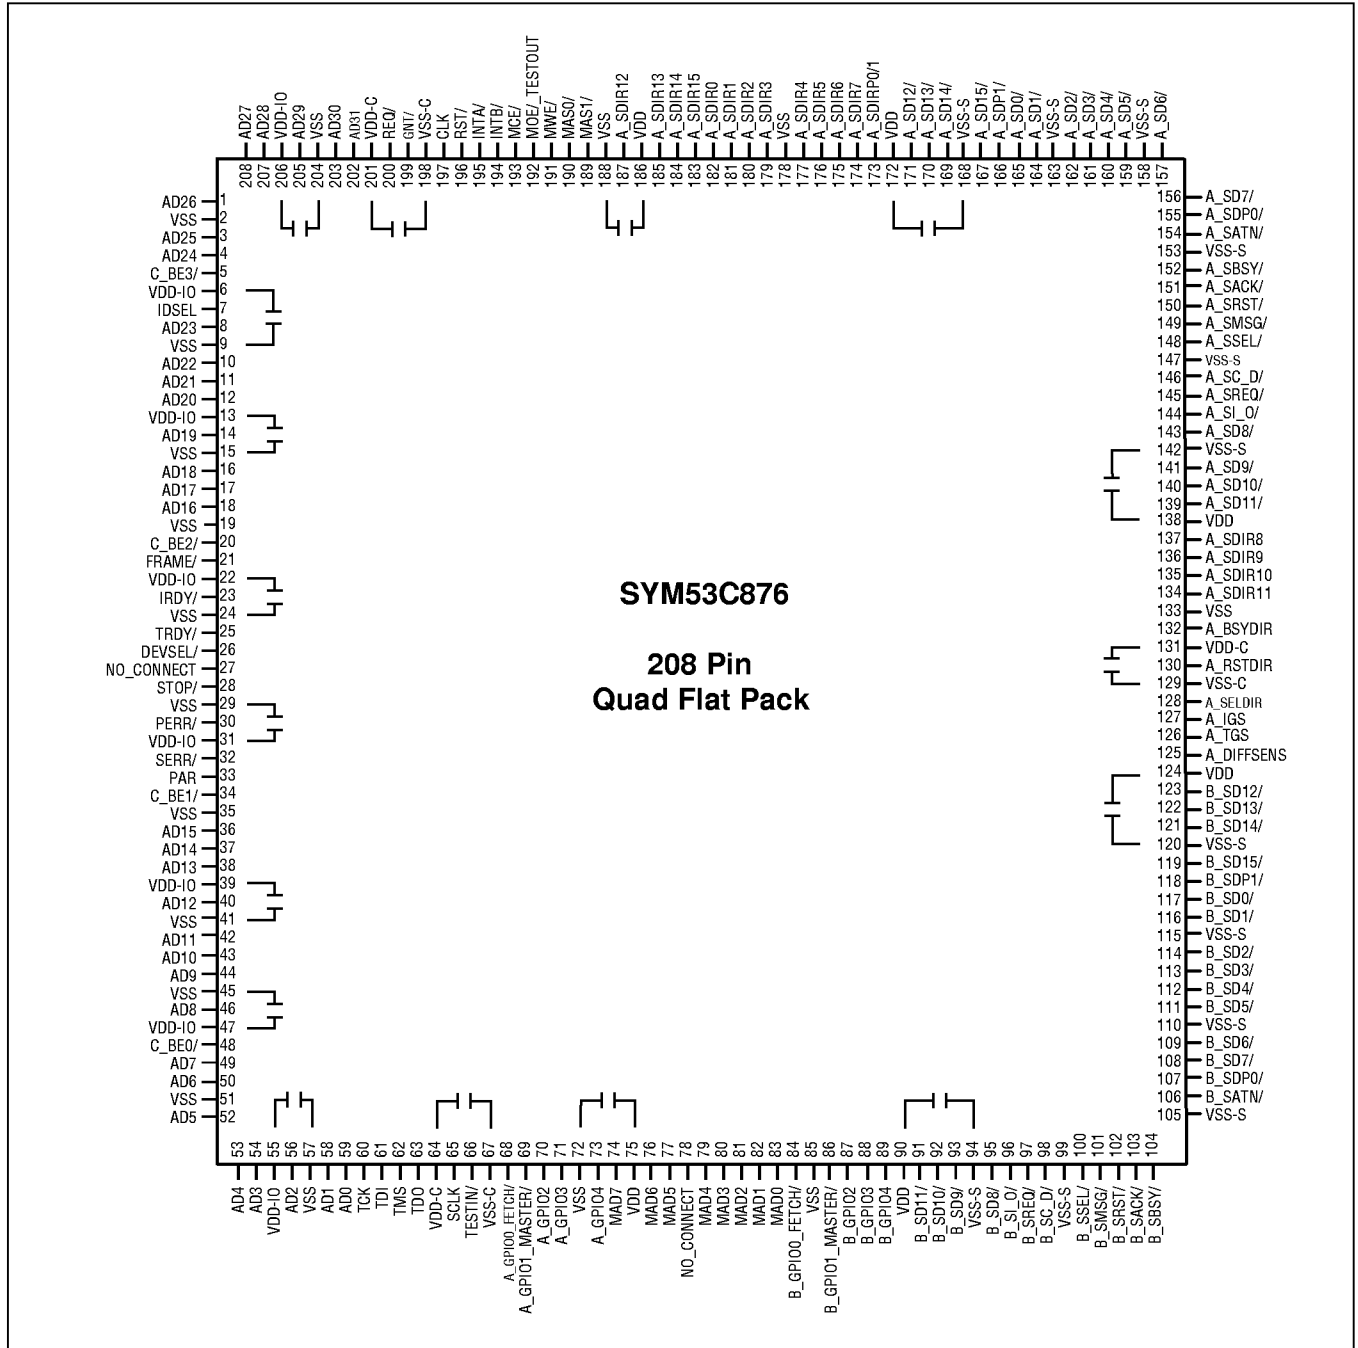 AD27
AD28
VDD-IO
AD29
VSS
AD30
AD31
VDD-C
REQ/
GNT/
VSS-C
CLK
RST/
INTA/
INTB/
MCE/
MOE/_TESTOUT
MWE/
MAS0/
MAS1/
VSS
A_SDIR12
VDD
A_SDIR13
A_SDIR14
A_SDIR15
A_SDIR0
A_SDIR1
A_SDIR2
A_SDIR3
VSS
A_SDIR4
A_SDIR5
A_SDIR6
A_SDIR7
A_SDIRP0/1
VDD
A_SD12/
A_SD13/
A_SD14/
VSS-S
A_SD15/
A_SDP1/
A_SD0/
A_SD1/
VSS-S
A_SD2/
A_SD3/
A_SD4/
A_SD5/
VSS-S
A_SD6/
208
207
206
205
204
203
202
201
200
199
198
197
196
195
194
193
192
191
190
189
188
187
186
185
184
183
182
181
180
179
178
177
176
175
174
173
172
171
170
169
168
167
166
165
164
163
162
161
160
159
158
157
AD26 1
VSS 2
AD25 3
AD24 4
C_BE3/ 5
VDD-IO 6
IDSEL 7
AD23 8
VSS 9
AD22 10
AD21 11
AD20 12
VDD-IO 13
AD19 14
VSS 15
AD18 16
AD17 17
AD16 18
VSS 19
C_BE2/ 20
FRAME/ 21
VDD-IO 22
IRDY/ 23
VSS 24
TRDY/ 25
DEVSEL/ 26
NO_CONNECT 27
STOP/ 28
VSS 29
PERR/ 30
VDD-IO 31
SERR/ 32
PAR 33
C_BE1/ 34
VSS 35
AD15 36
AD14 37
AD13 38
VDD-IO 39
AD12 40
VSS 41
AD11 42
AD10 43
AD9 44
VSS 45
AD8 46
VDD-IO 47
C_BE0/ 48
AD7 49
AD6 50
VSS 51
AD5 52
SYM53C876
208 Pin
Quad Flat Pack
156 A_SD7/
155 A_SDP0/
154 A_SATN/
153 VSS-S
152 A_SBSY/
151 A_SACK/
150 A_SRST/
149 A_SMSG/
148 A_SSEL/
147 VSS-S
146 A_SC_D/
145 A_SREQ/
144 A_SI_O/
143 A_SD8/
142 VSS-S
141 A_SD9/
140 A_SD10/
139 A_SD11/
138 VDD
137 A_SDIR8
136 A_SDIR9
135 A_SDIR10
134 A_SDIR11
133 VSS
132 A_BSYDIR
131 VDD-C
130 A_RSTDIR
129 VSS-C
128 A_SELDIR
127 A_IGS
126 A_TGS
125 A_DIFFSENS
124 VDD
123 B_SD12/
122 B_SD13/
121 B_SD14/
120 VSS-S
119 B_SD15/
118 B_SDP1/
117 B_SD0/
116 B_SD1/
115 VSS-S
114 B_SD2/
113 B_SD3/
112 B_SD4/
111 B_SD5/
110 VSS-S
109 B_SD6/
108 B_SD7/
107 B_SDP0/
106 B_SATN/
105 VSS-S
53
54
55
56
57
58
59
60
61
62
63
64
65
66
67
68
69
70
71
72
73
74
75
76
77
78
79
80
81
82
83
84
85
86
87
88
89
90
91
92
93
94
95
96
97
98
99
100
101
102
103
104
AD4
AD3
VDD-IO
AD2
VSS
AD1
AD0
TCK
TDI
TMS
TDO
VDD-C
SCLK
TESTIN/
VSS-C
A_GPIO0_FETCH/
A_GPIO1_MASTER/
A_GPIO2
A_GPIO3
VSS
A_GPIO4
MAD7
VDD
MAD6
MAD5
NO_CONNECT
MAD4
MAD3
MAD2
MAD1
MAD0
B_GPIO0_FETCH/
VSS
B_GPIO1_MASTER/
B_GPIO2
B_GPIO3
B_GPIO4
VDD
B_SD11/
B_SD10/
B_SD9/
VSS-S
B_SD8/
B_SI_O/
B_SREQ/
B_SC_D/
VSS-S
B_SSEL/
B_SMSG/
B_SRST/
B_SACK/
B_SBSY/